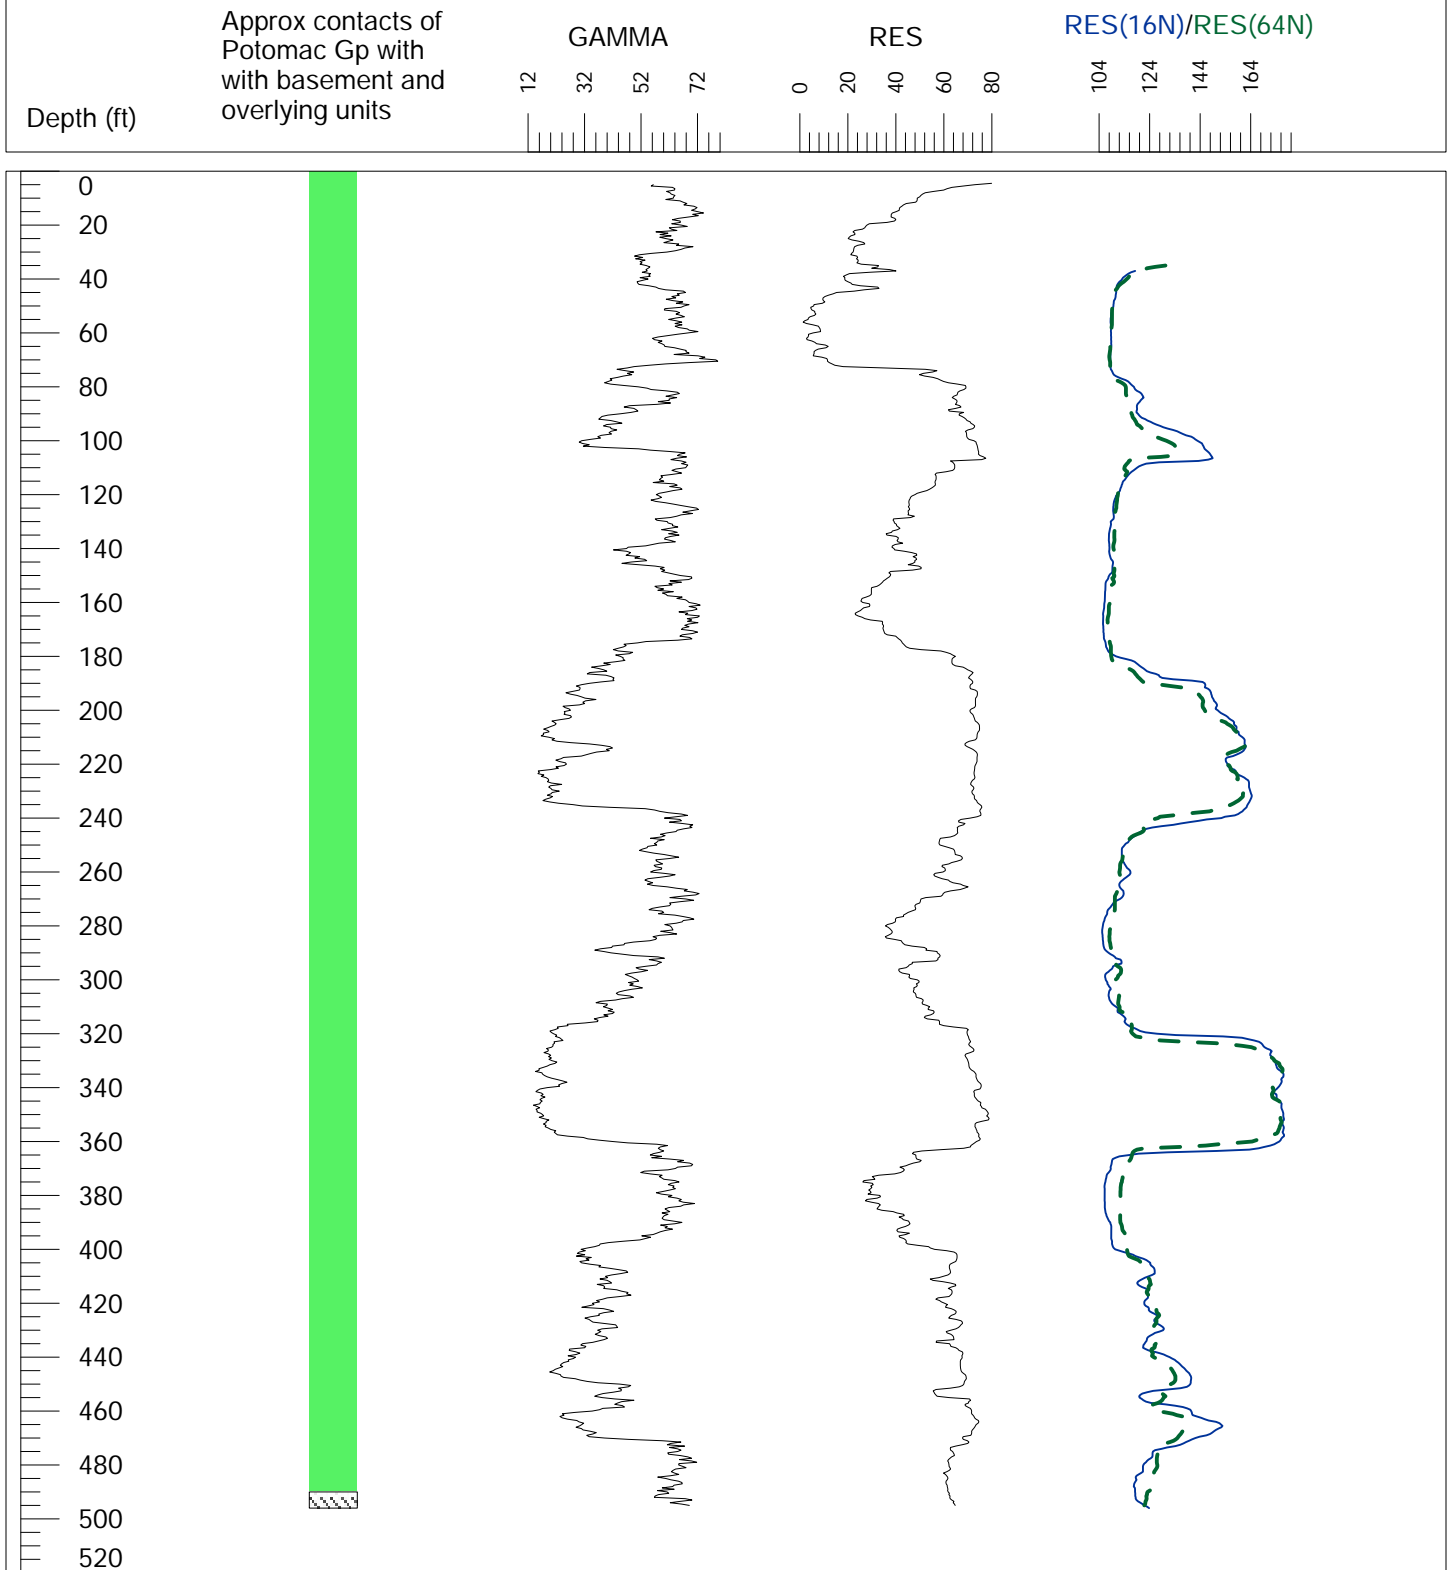 Approx contacts of
Potomac Gp with
with basement and
overlying units
Depth (ft)
GAMMA
12 32 52 72
RES
0 20 40 60 80
RES(16N)/RES(64N)
104 124 144 164
0
20
40
60
80
100
120
140
160
180
200
220
240
260
280
300
320
340
360
380
400
420
440
460
480
500
520